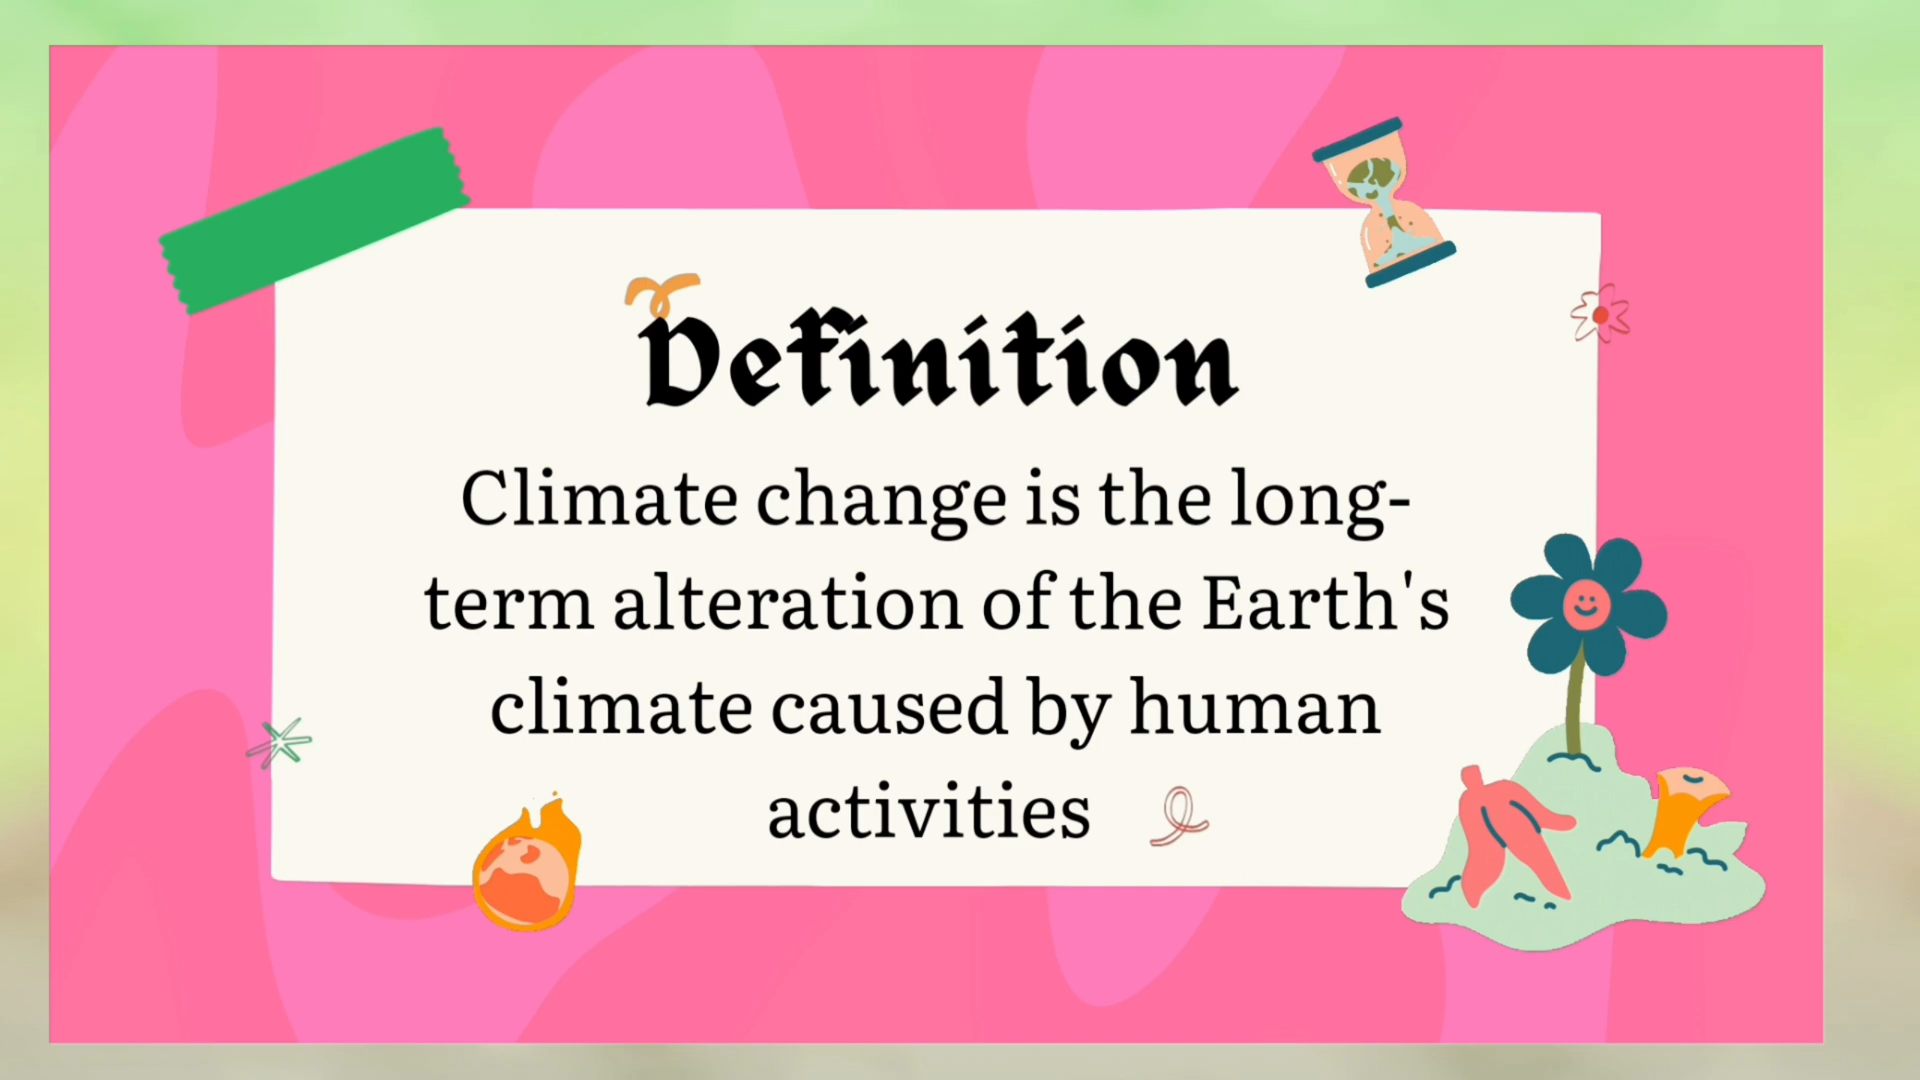 Definition
Climate change is the long-
term alteration of the Earth's
climate caused by human
activities